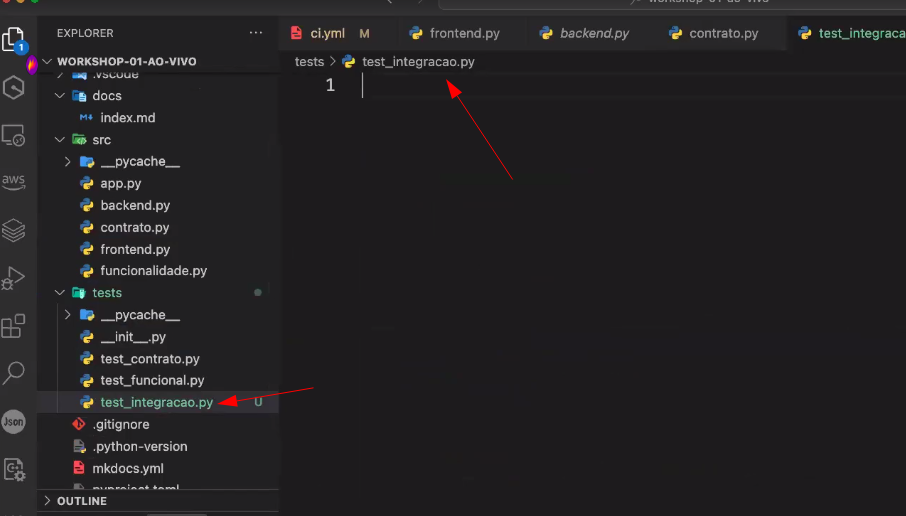 EXPLORER
ci.yml M
frontend.py
backend.py
contrato.py
test_integraca
WORKSHOP-01-AO-VIVO
tests > test_integracao.py
1
.vscode
docs
index.md
src
__pycache__
app.py
backend.py
contrato.py
frontend.py
funcionalidade.py
tests
__pycache__
__init__.py
test_contrato.py
test_funcional.py
test_integracao.py U
.gitignore
.python-version
mkdocs.yml
pyproject.toml
OUTLINE
1
aws
Json